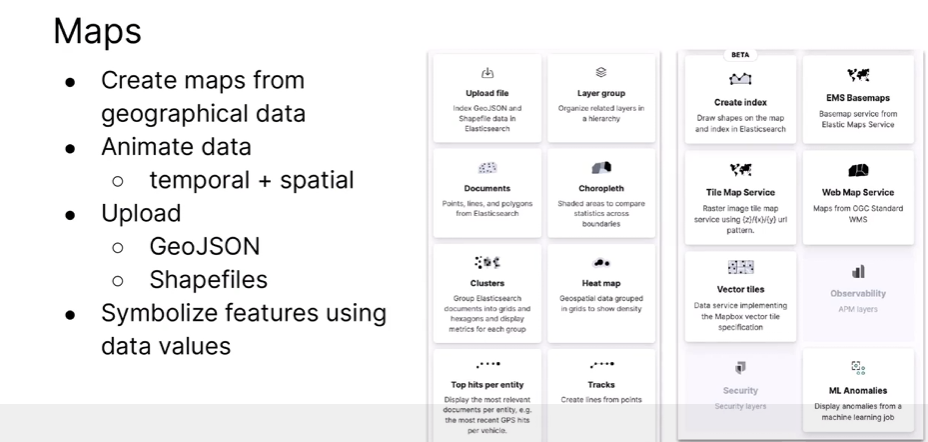 Maps
● Create maps from
geographical data
● Animate data
○ temporal + spatial
● Upload
○ GeoJSON
○ Shapefiles
● Symbolize features using
data values
Upload file
Index GeoJSON and
Shapefile data in
Elasticsearch
Layer group
Organize related layers in
a hierarchy
Documents
Points, lines, and polygons
from Elasticsearch
Choropleth
Shaded areas to compare
statistics across
boundaries
Clusters
Group Elasticsearch
documents into grids and
hexagons and display
metrics for each group
Heat map
Geospatial data grouped
in grids to show density
Top hits per entity
Display the most relevant
documents per entity, e.g.
the most recent GPS hits
per vehicle.
Tracks
Create lines from points
BETA
Create index
Draw shapes on the map
and index in Elasticsearch
EMS Basemaps
Basemap service from
Elastic Maps Service
Tile Map Service
Raster image tile map
service using {z}/{x}/{y} url
pattern.
Web Map Service
Maps from OGC Standard
WMS
Vector tiles
Data service implementing
the Mapbox vector tile
specification
Observability
APM layers
Security
Security layers
ML Anomalies
Display anomalies from a
machine learning job